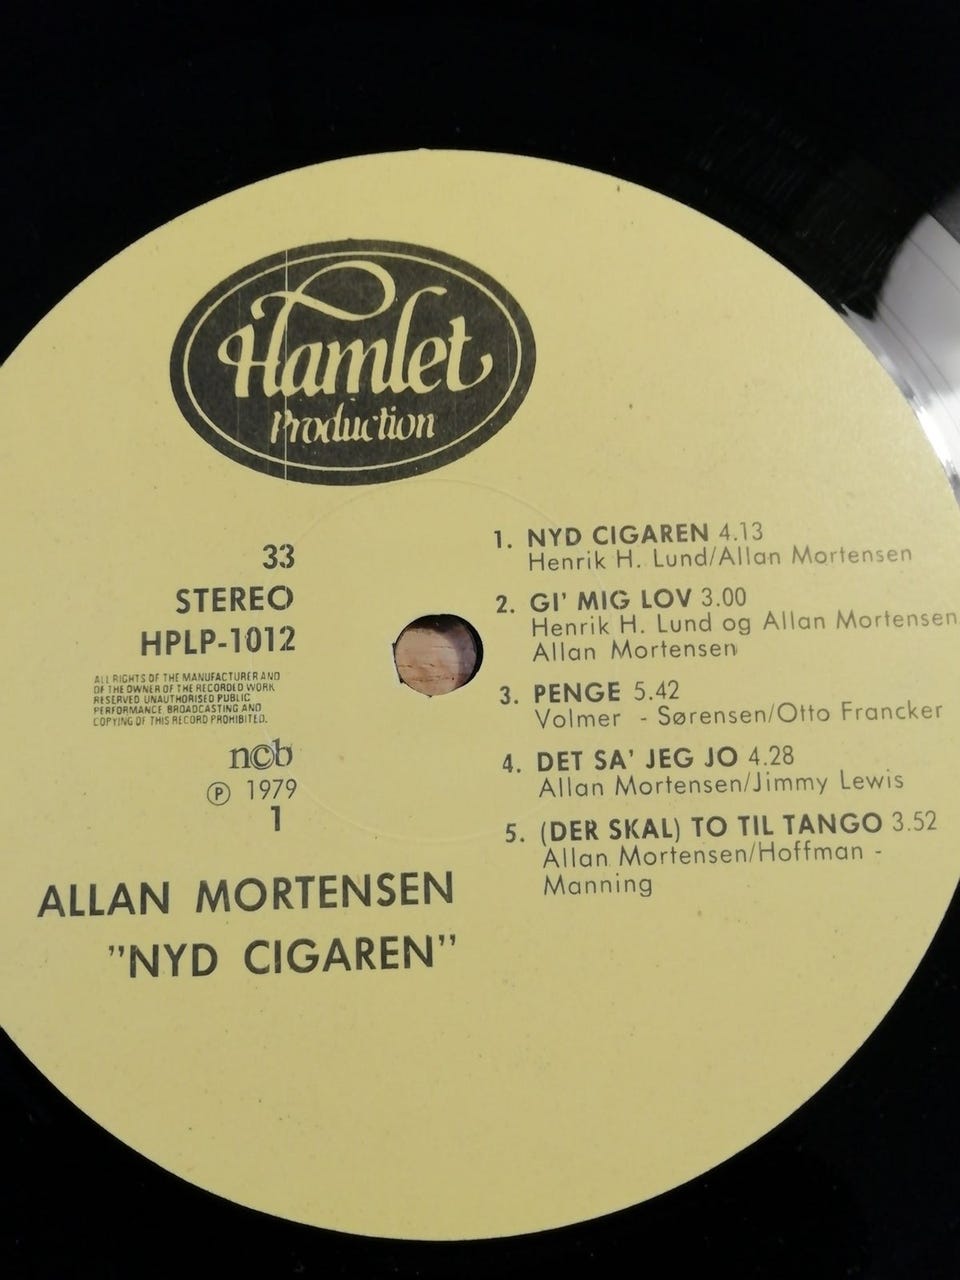 Hamlet
Production
33
STEREO
HPLP-1012
ALL RIGHTS OF THE MANUFACTURER AND
OF THE OWNER OF THE RECORDED WORK
RESERVED UNAUTHORISED PUBLIC
PERFORMANCE BROADCASTING AND
COPYING OF THIS RECORD PROHIBITED.
ncb
Ⓟ 1979
1
ALLAN MORTENSEN
"NYD CIGAREN"
1. NYD CIGAREN 4.13
Henrik H. Lund/Allan Mortensen
2. GI' MIG LOV 3.00
Henrik H. Lund og Allan Mortensen
Allan Mortensen
3. PENGE 5.42
Volmer - Sørensen/Otto Francker
4. DET SA' JEG JO 4.28
Allan Mortensen/Jimmy Lewis
5. (DER SKAL) TO TIL TANGO 3.52
Allan Mortensen/Hoffman -
Manning